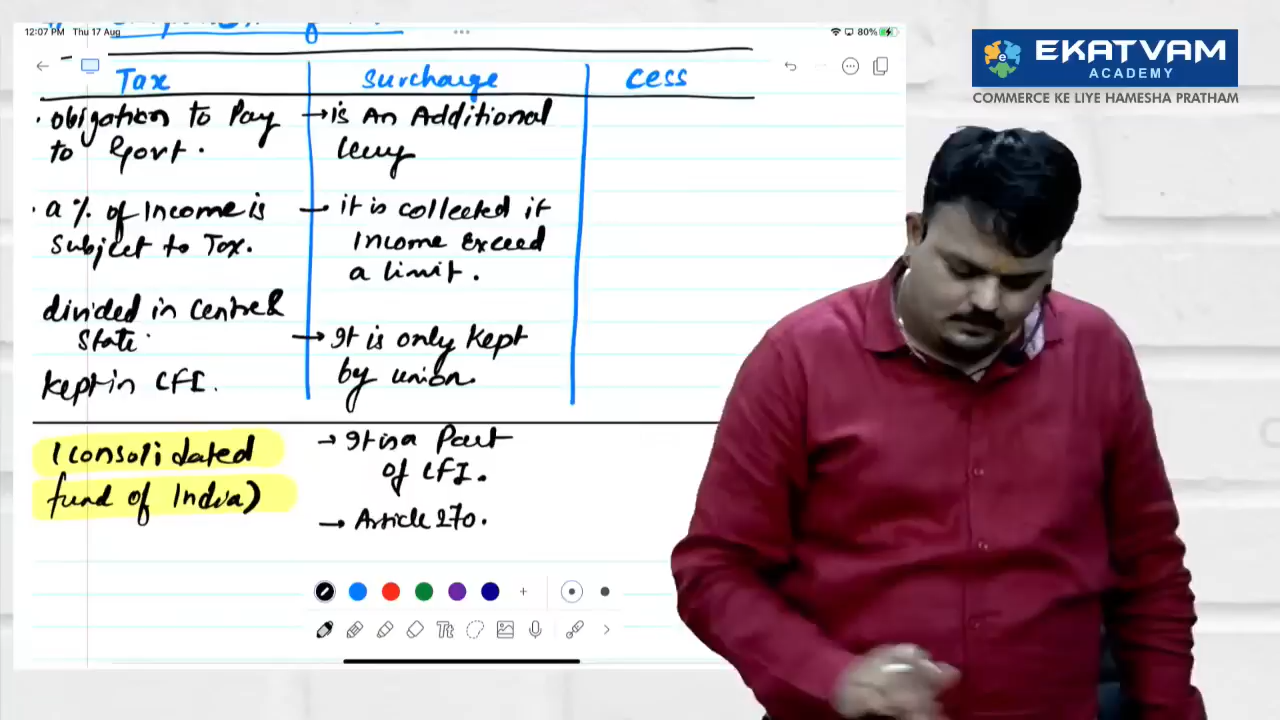 12:07 PM Thu 17 Aug
80%
EKATVAM
ACADEMY
COMMERCE KE LIYE HAMESHA PRATHAM
Tax
Surcharge
Cess
. obigation to Pay
to Govt.
. a % of Income is
Subject to Tax.
divided in Centre &
State.
kept in CFI.
(Consolidated
fund of India)
→ is An Additional
levy
– it is collected if
Income Exceed
a limit.
→ It is only kept
by union.
→ It is a Part
of CFI.
→ Article 270.
Tt